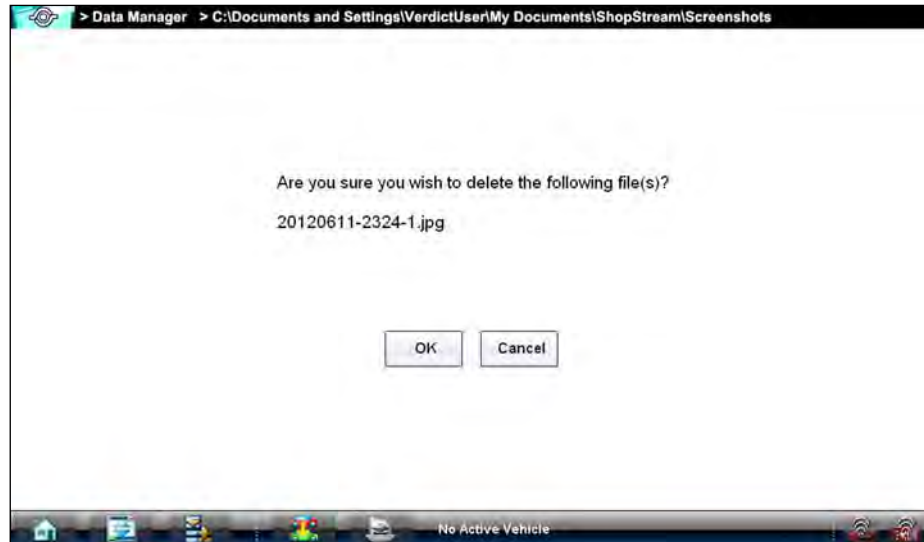 > Data Manager > C:\Documents and Settings\VerdictUser\My Documents\ShopStream\Screenshots
Are you sure you wish to delete the following file(s)?
20120611-2324-1.jpg
OK
Cancel
No Active Vehicle